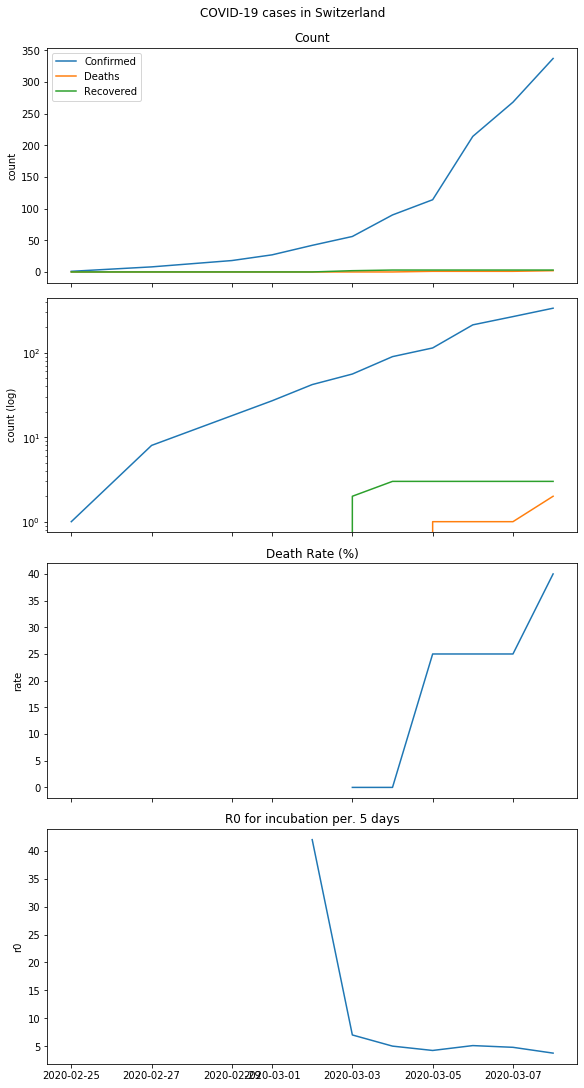 COVID-19 cases in Switzerland
Count
350
300
250
200
150
100
50
0
count
Confirmed
Deaths
Recovered
10²
10¹
10⁰
count (log)
Death Rate (%)
40
35
30
25
20
15
10
5
0
rate
R0 for incubation per. 5 days
40
35
30
25
20
15
10
5
r0
2020-02-25 2020-02-27 2020-02-29 2020-03-01 2020-03-03 2020-03-05 2020-03-07